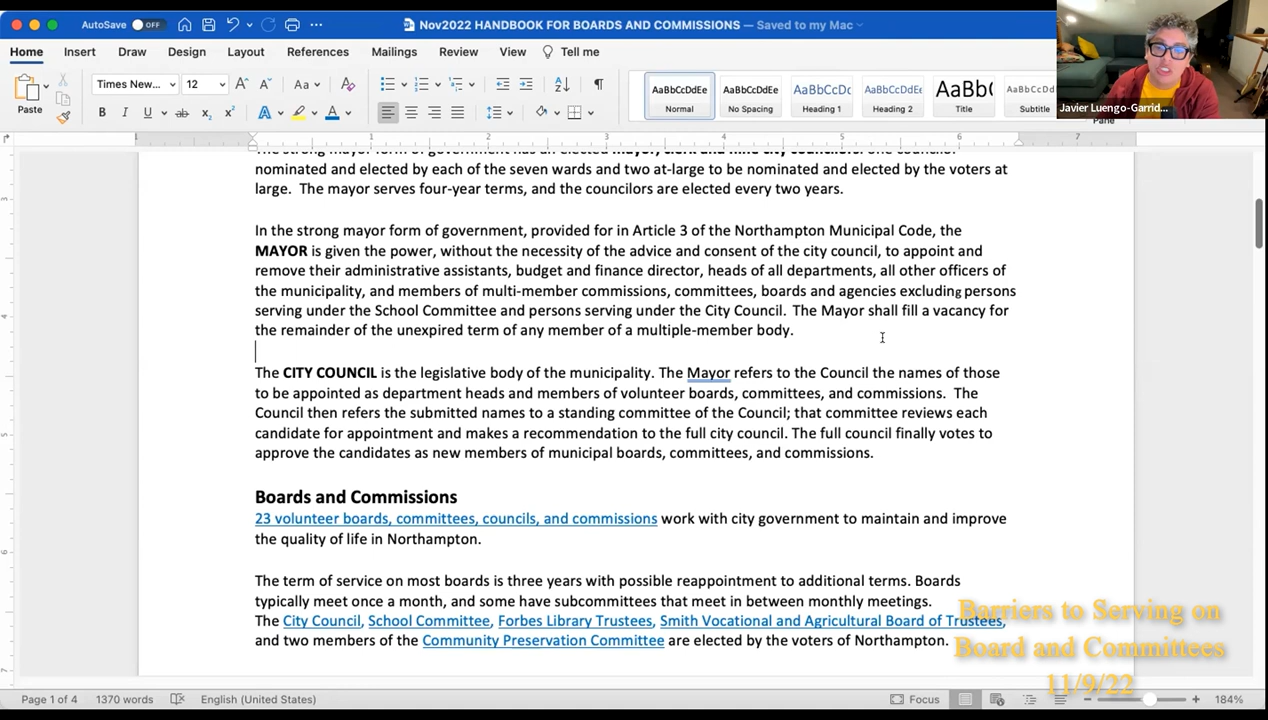 AutoSave OFF
Nov2022 HANDBOOK FOR BOARDS AND COMMISSIONS — Saved to my Mac
Home Insert Draw Design Layout References Mailings Review View Tell me
Paste
Times New... 12
Aa
B I U ab x₂ x²
AaBbCcDdEe AaBbCcDdEe AaBbCcDc AaBbCcDdEe AaBb( AaBbCcDdEe
Normal No Spacing Heading 1 Heading 2 Title Subtitle
Pane
Javier Luengo-Garrid...
1 1 2 3 4 5 6 7
nominated and elected by each of the seven wards and two at-large to be nominated and elected by the voters at
large. The mayor serves four-year terms, and the councilors are elected every two years.
In the strong mayor form of government, provided for in Article 3 of the Northampton Municipal Code, the
MAYOR is given the power, without the necessity of the advice and consent of the city council, to appoint and
remove their administrative assistants, budget and finance director, heads of all departments, all other officers of
the municipality, and members of multi-member commissions, committees, boards and agencies excluding persons
serving under the School Committee and persons serving under the City Council. The Mayor shall fill a vacancy for
the remainder of the unexpired term of any member of a multiple-member body.
The CITY COUNCIL is the legislative body of the municipality. The Mayor refers to the Council the names of those
to be appointed as department heads and members of volunteer boards, committees, and commissions. The
Council then refers the submitted names to a standing committee of the Council; that committee reviews each
candidate for appointment and makes a recommendation to the full city council. The full council finally votes to
approve the candidates as new members of municipal boards, committees, and commissions.
Boards and Commissions
23 volunteer boards, committees, councils, and commissions work with city government to maintain and improve
the quality of life in Northampton.
The term of service on most boards is three years with possible reappointment to additional terms. Boards
typically meet once a month, and some have subcommittees that meet in between monthly meetings.
The City Council, School Committee, Forbes Library Trustees, Smith Vocational and Agricultural Board of Trustees,
and two members of the Community Preservation Committee are elected by the voters of Northampton.
Barriers to Serving on
Board and Committees
11/9/22
Page 1 of 4 1370 words English (United States) Focus 184%